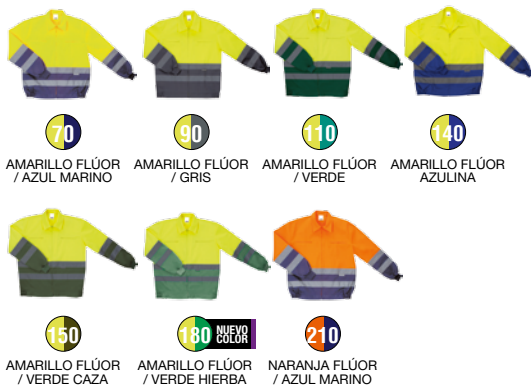 70
AMARILLO FLÚOR
/ AZUL MARINO
90
AMARILLO FLÚOR
/ GRIS
110
AMARILLO FLÚOR
/ VERDE
140
AMARILLO FLÚOR
AZULINA
150
AMARILLO FLÚOR
/ VERDE CAZA
180
NUEVO
COLOR
AMARILLO FLÚOR
/ VERDE HIERBA
210
NARANJA FLÚOR
/ AZUL MARINO